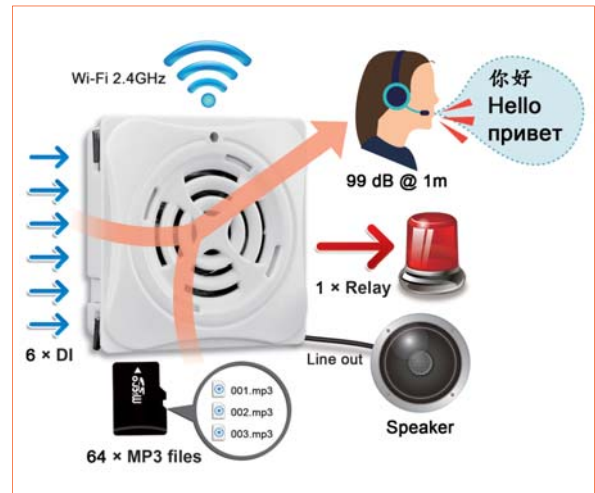 Wi-Fi 2.4GHz
你好
Hello
привет
99 dB @ 1m
1 × Relay
6 × DI
Line out
micro
001.mp3
002.mp3
003.mp3
Speaker
64 × MP3 files